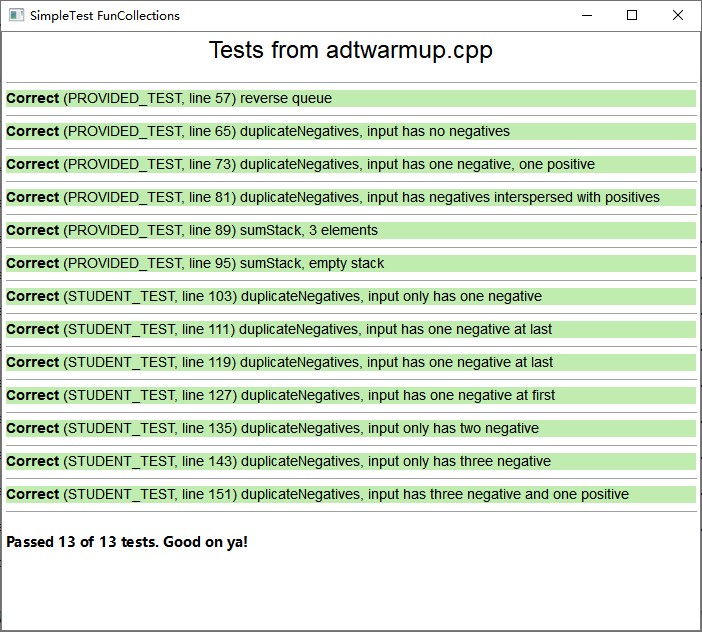 SimpleTest FunCollections
Tests from adtwarmup.cpp
Correct (PROVIDED_TEST, line 57) reverse queue
Correct (PROVIDED_TEST, line 65) duplicateNegatives, input has no negatives
Correct (PROVIDED_TEST, line 73) duplicateNegatives, input has one negative, one positive
Correct (PROVIDED_TEST, line 81) duplicateNegatives, input has negatives interspersed with positives
Correct (PROVIDED_TEST, line 89) sumStack, 3 elements
Correct (PROVIDED_TEST, line 95) sumStack, empty stack
Correct (STUDENT_TEST, line 103) duplicateNegatives, input only has one negative
Correct (STUDENT_TEST, line 111) duplicateNegatives, input has one negative at last
Correct (STUDENT_TEST, line 119) duplicateNegatives, input has one negative at last
Correct (STUDENT_TEST, line 127) duplicateNegatives, input has one negative at first
Correct (STUDENT_TEST, line 135) duplicateNegatives, input only has two negative
Correct (STUDENT_TEST, line 143) duplicateNegatives, input only has three negative
Correct (STUDENT_TEST, line 151) duplicateNegatives, input has three negative and one positive
Passed 13 of 13 tests. Good on ya!